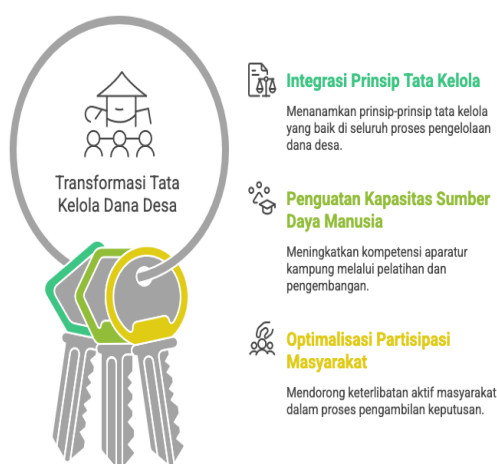 Transformasi Tata
Kelola Dana Desa
Integrasi Prinsip Tata Kelola
Menanamkan prinsip-prinsip tata kelola
yang baik di seluruh proses pengelolaan
dana desa.
Penguatan Kapasitas Sumber
Daya Manusia
Meningkatkan kompetensi aparatur
kampung melalui pelatihan dan
pengembangan.
Optimalisasi Partisipasi
Masyarakat
Mendorong keterlibatan aktif masyarakat
dalam proses pengambilan keputusan.